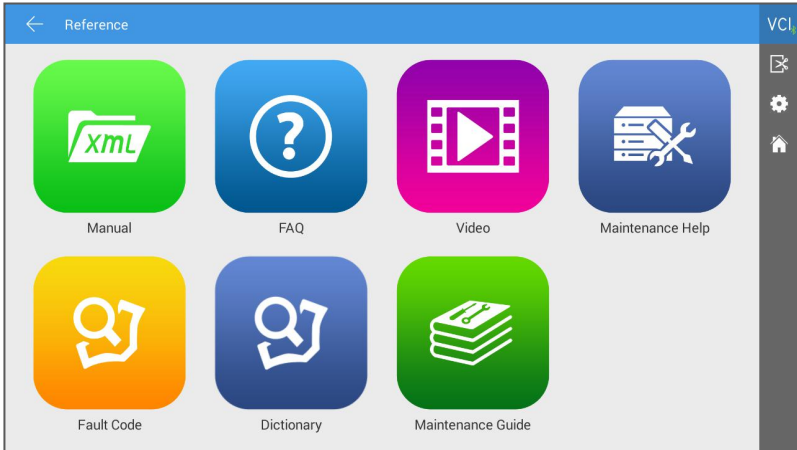 Reference
VCI
xml
Manual
FAQ
Video
Maintenance Help
Fault Code
Dictionary
Maintenance Guide